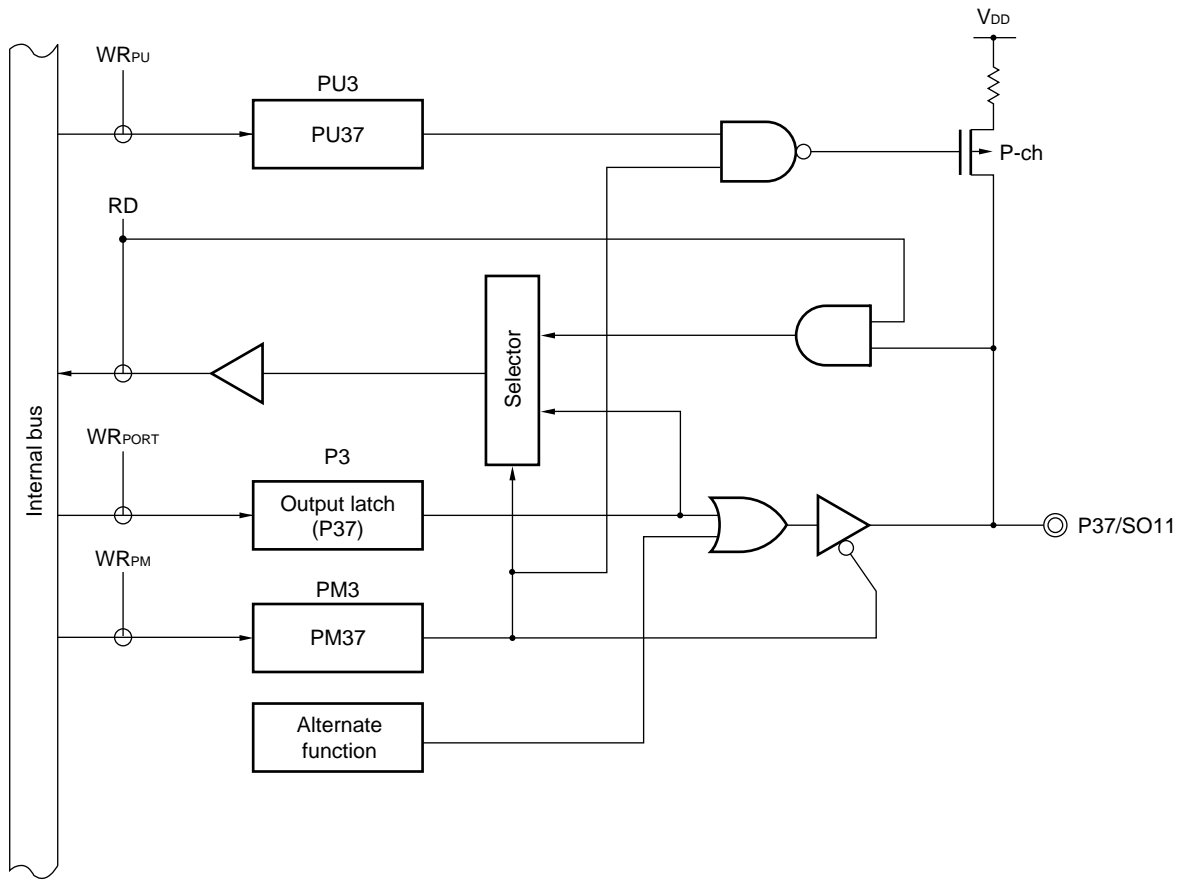 VDD
WRPU
PU3
PU37
P-ch
RD
Selector
Internal bus
WRPORT
P3
Output latch
(P37)
P37/SO11
WRPM
PM3
PM37
Alternate
function